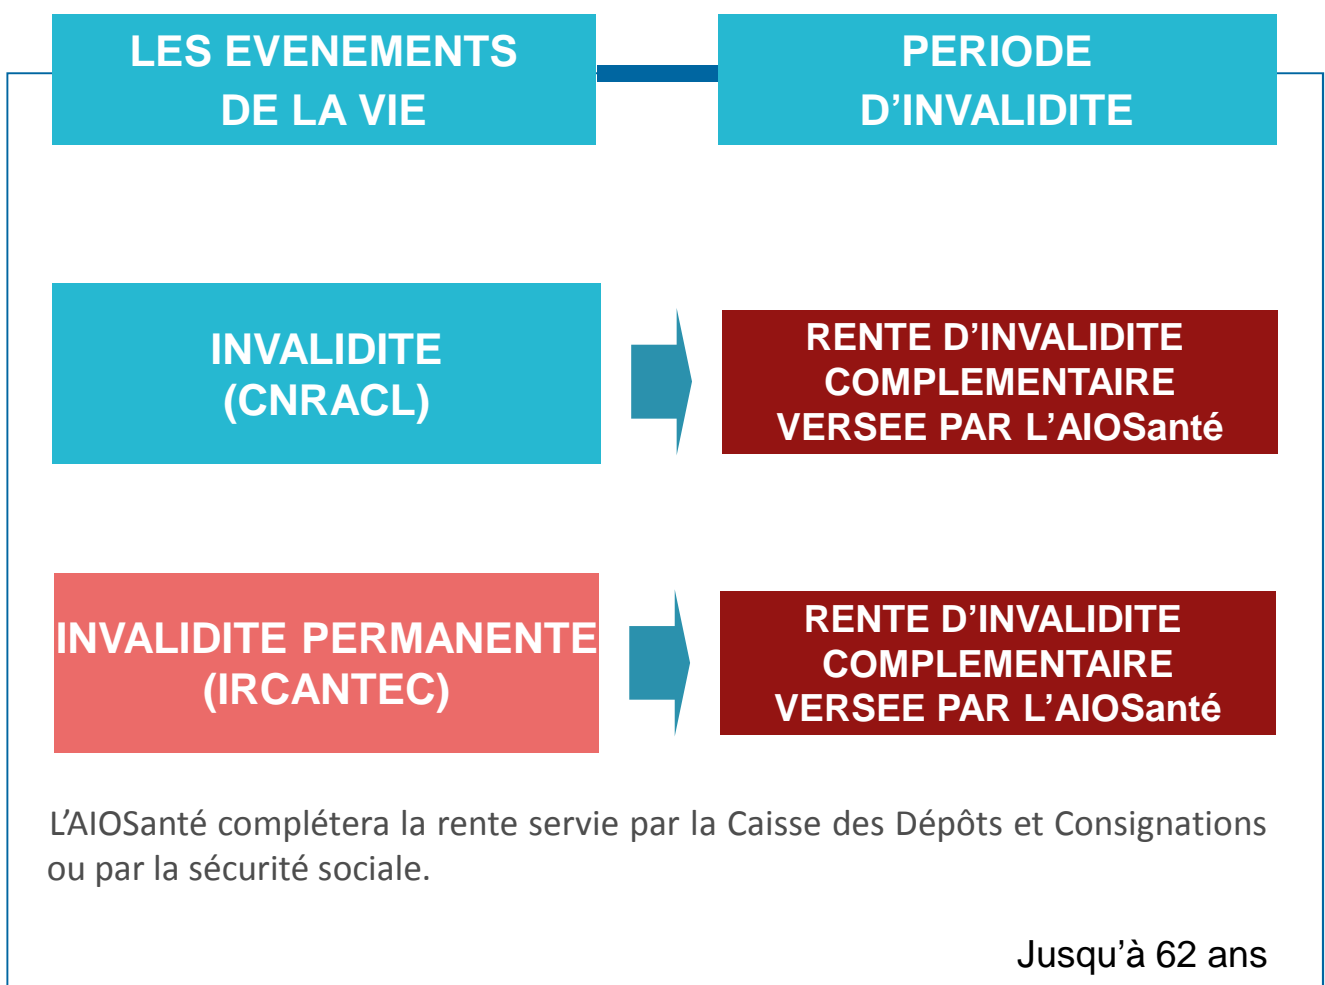 LES EVENEMENTS
DE LA VIE
PERIODE
D'INVALIDITE
INVALIDITE
(CNRACL)
RENTE D’INVALIDITE
COMPLEMENTAIRE
VERSEE PAR L’AIOSanté
INVALIDITE PERMANENTE
(IRCANTEC)
RENTE D’INVALIDITE
COMPLEMENTAIRE
VERSEE PAR L’AIOSanté
L’AIOSanté complétera la rente servie par la Caisse des Dépôts et Consignations
ou par la sécurité sociale.
Jusqu’à 62 ans